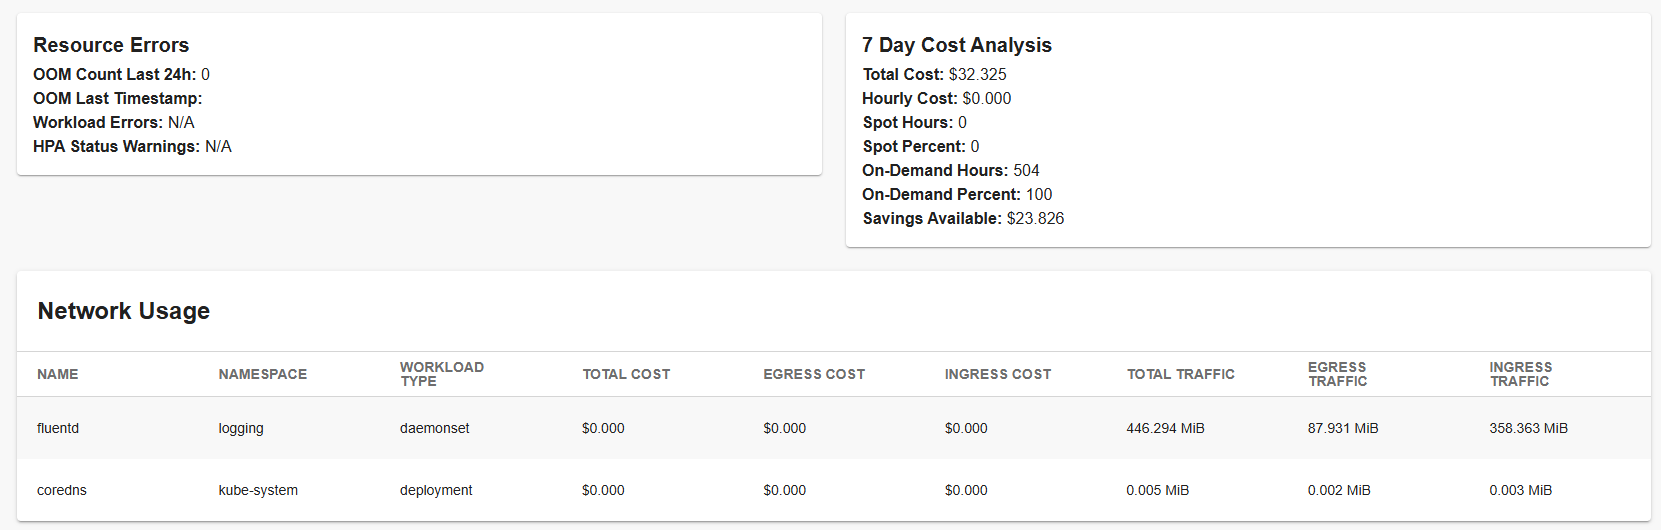 Resource Errors
OOM Count Last 24h: 0
OOM Last Timestamp:
Workload Errors: N/A
HPA Status Warnings: N/A
7 Day Cost Analysis
Total Cost: $32.325
Hourly Cost: $0.000
Spot Hours: 0
Spot Percent: 0
On-Demand Hours: 504
On-Demand Percent: 100
Savings Available: $23.826
Network Usage
NAME NAMESPACE WORKLOAD TYPE TOTAL COST EGRESS COST INGRESS COST TOTAL TRAFFIC EGRESS TRAFFIC INGRESS TRAFFIC
fluentd logging daemonset $0.000 $0.000 $0.000 446.294 MiB 87.931 MiB 358.363 MiB
coredns kube-system deployment $0.000 $0.000 $0.000 0.005 MiB 0.002 MiB 0.003 MiB